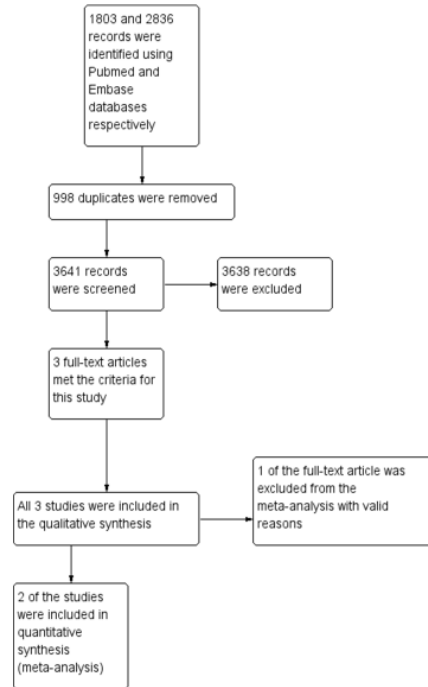 1803 and 2836
records were
identified using
Pubmed and
Embase
databases
respectively
998 duplicates were removed
3641 records
were screened
3638 records
were excluded
3 full-text articles
met the criteria for
this study
1 of the full-text article was
excluded from the
meta-analysis with valid
reasons
All 3 studies were included in
the qualitative synthesis
2 of the studies
were included in
quantitative
synthesis
(meta-analysis)